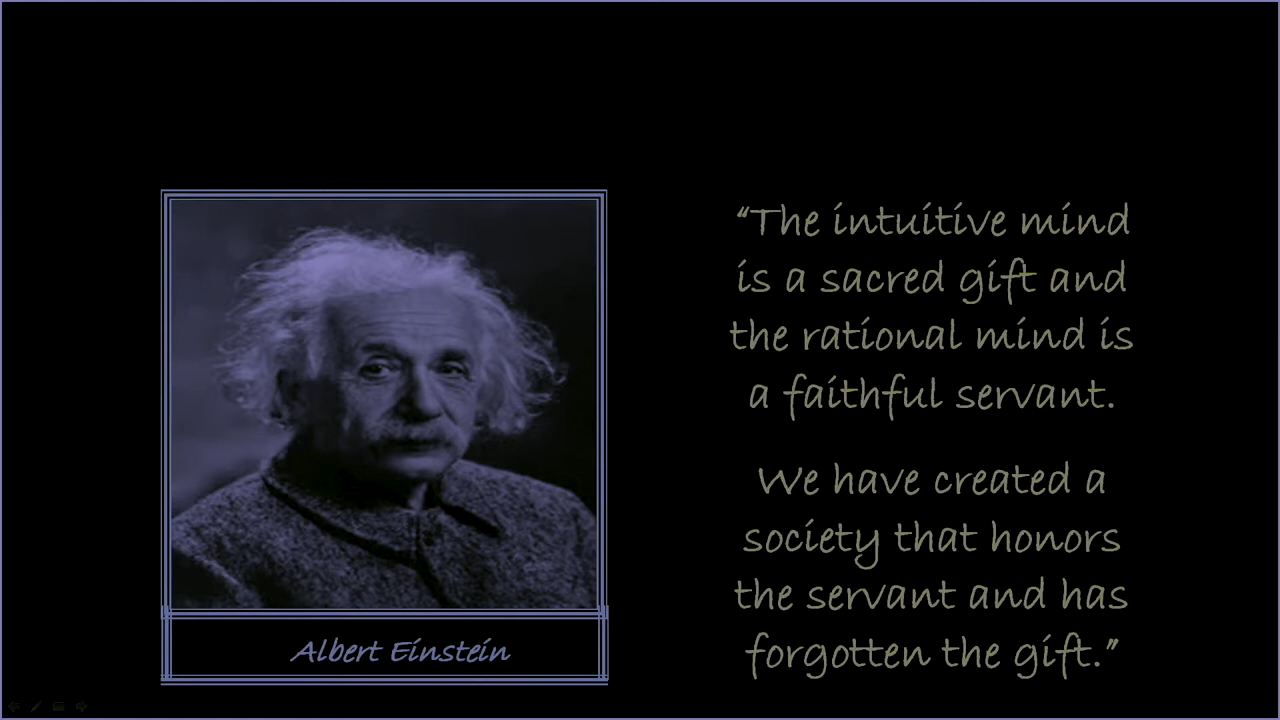 “The intuitive mind
is a sacred gift and
the rational mind is
a faithful servant.
We have created a
society that honors
the servant and has
forgotten the gift.”
Albert Einstein